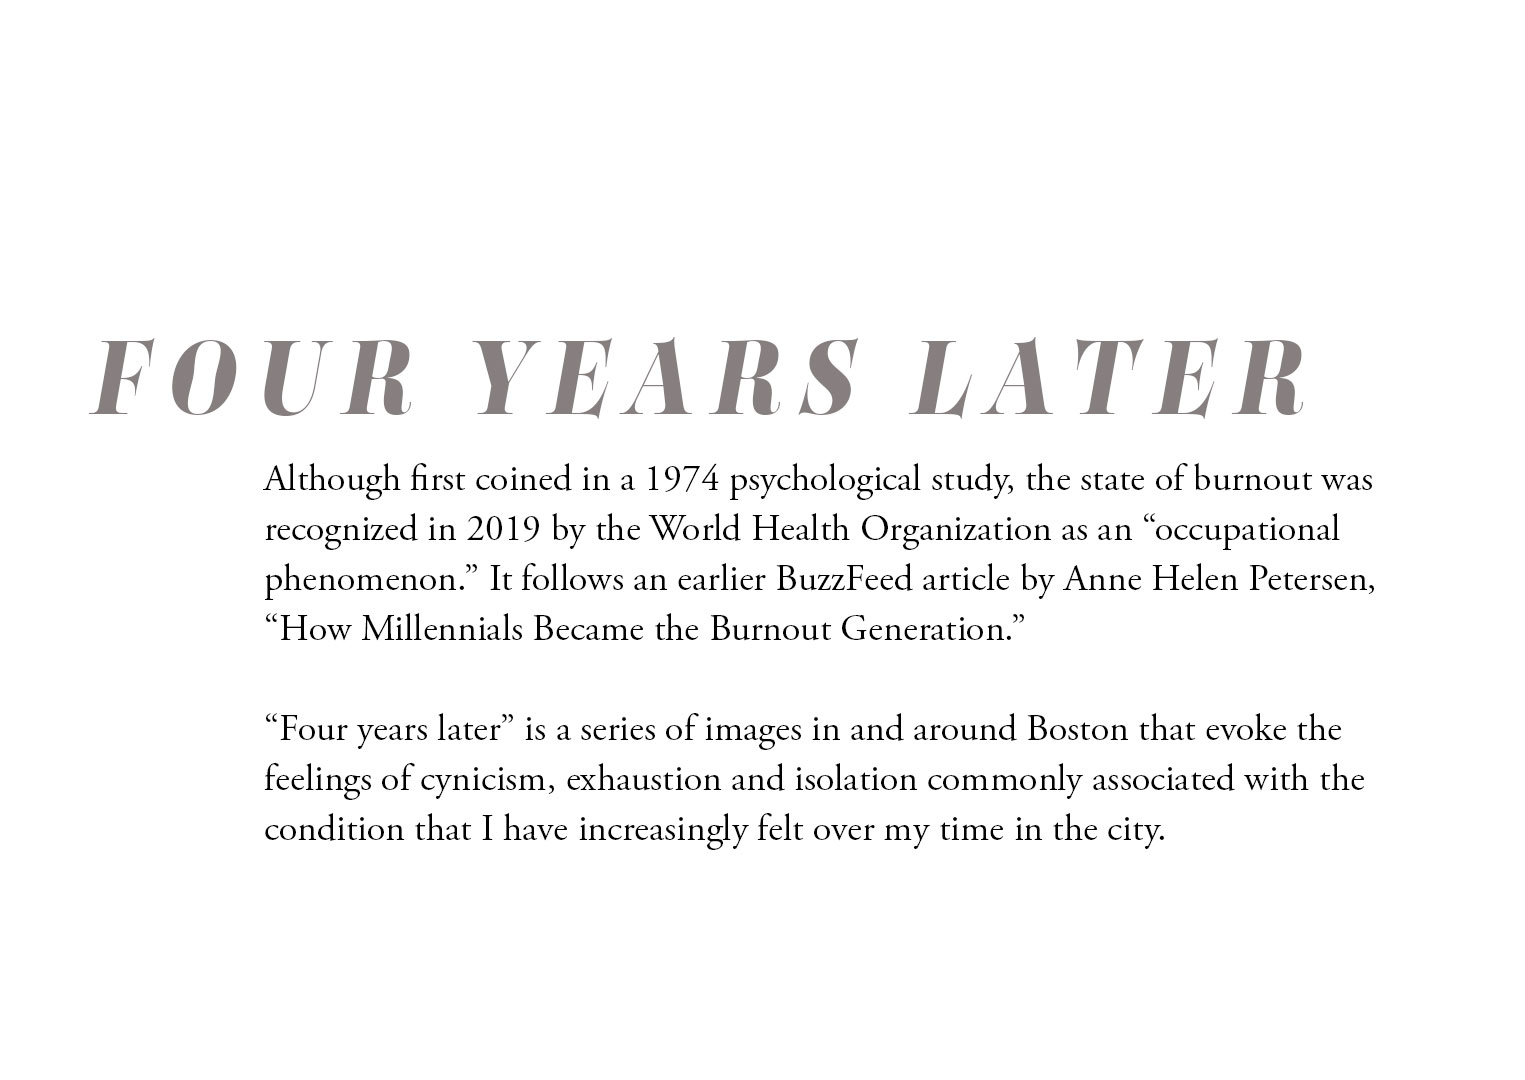 FOUR YEARS LATER
Although first coined in a 1974 psychological study, the state of burnout was
recognized in 2019 by the World Health Organization as an “occupational
phenomenon.” It follows an earlier BuzzFeed article by Anne Helen Petersen,
“How Millennials Became the Burnout Generation.”
“Four years later” is a series of images in and around Boston that evoke the
feelings of cynicism, exhaustion and isolation commonly associated with the
condition that I have increasingly felt over my time in the city.